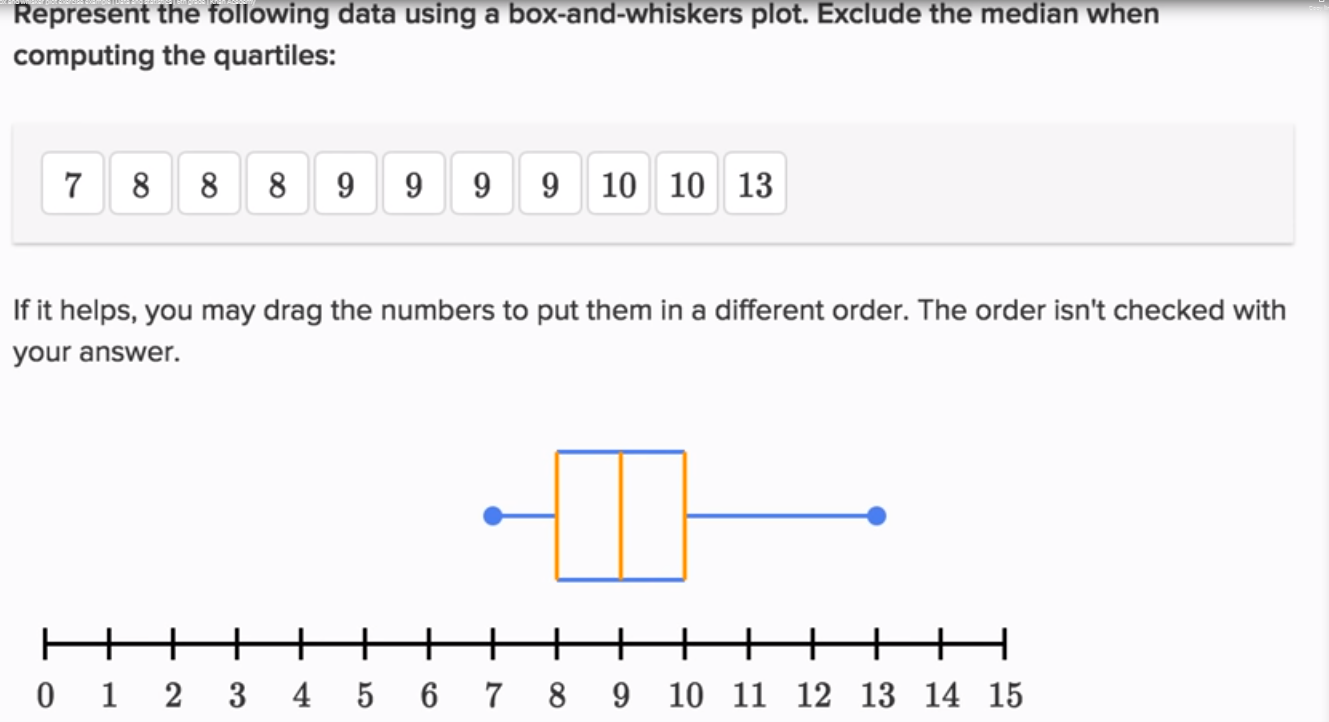 Represent the following data using a box-and-whiskers plot. Exclude the median when
computing the quartiles:
7 8 8 8 9 9 9 9 10 10 13
If it helps, you may drag the numbers to put them in a different order. The order isn't checked with
your answer.
0 1 2 3 4 5 6 7 8 9 10 11 12 13 14 15